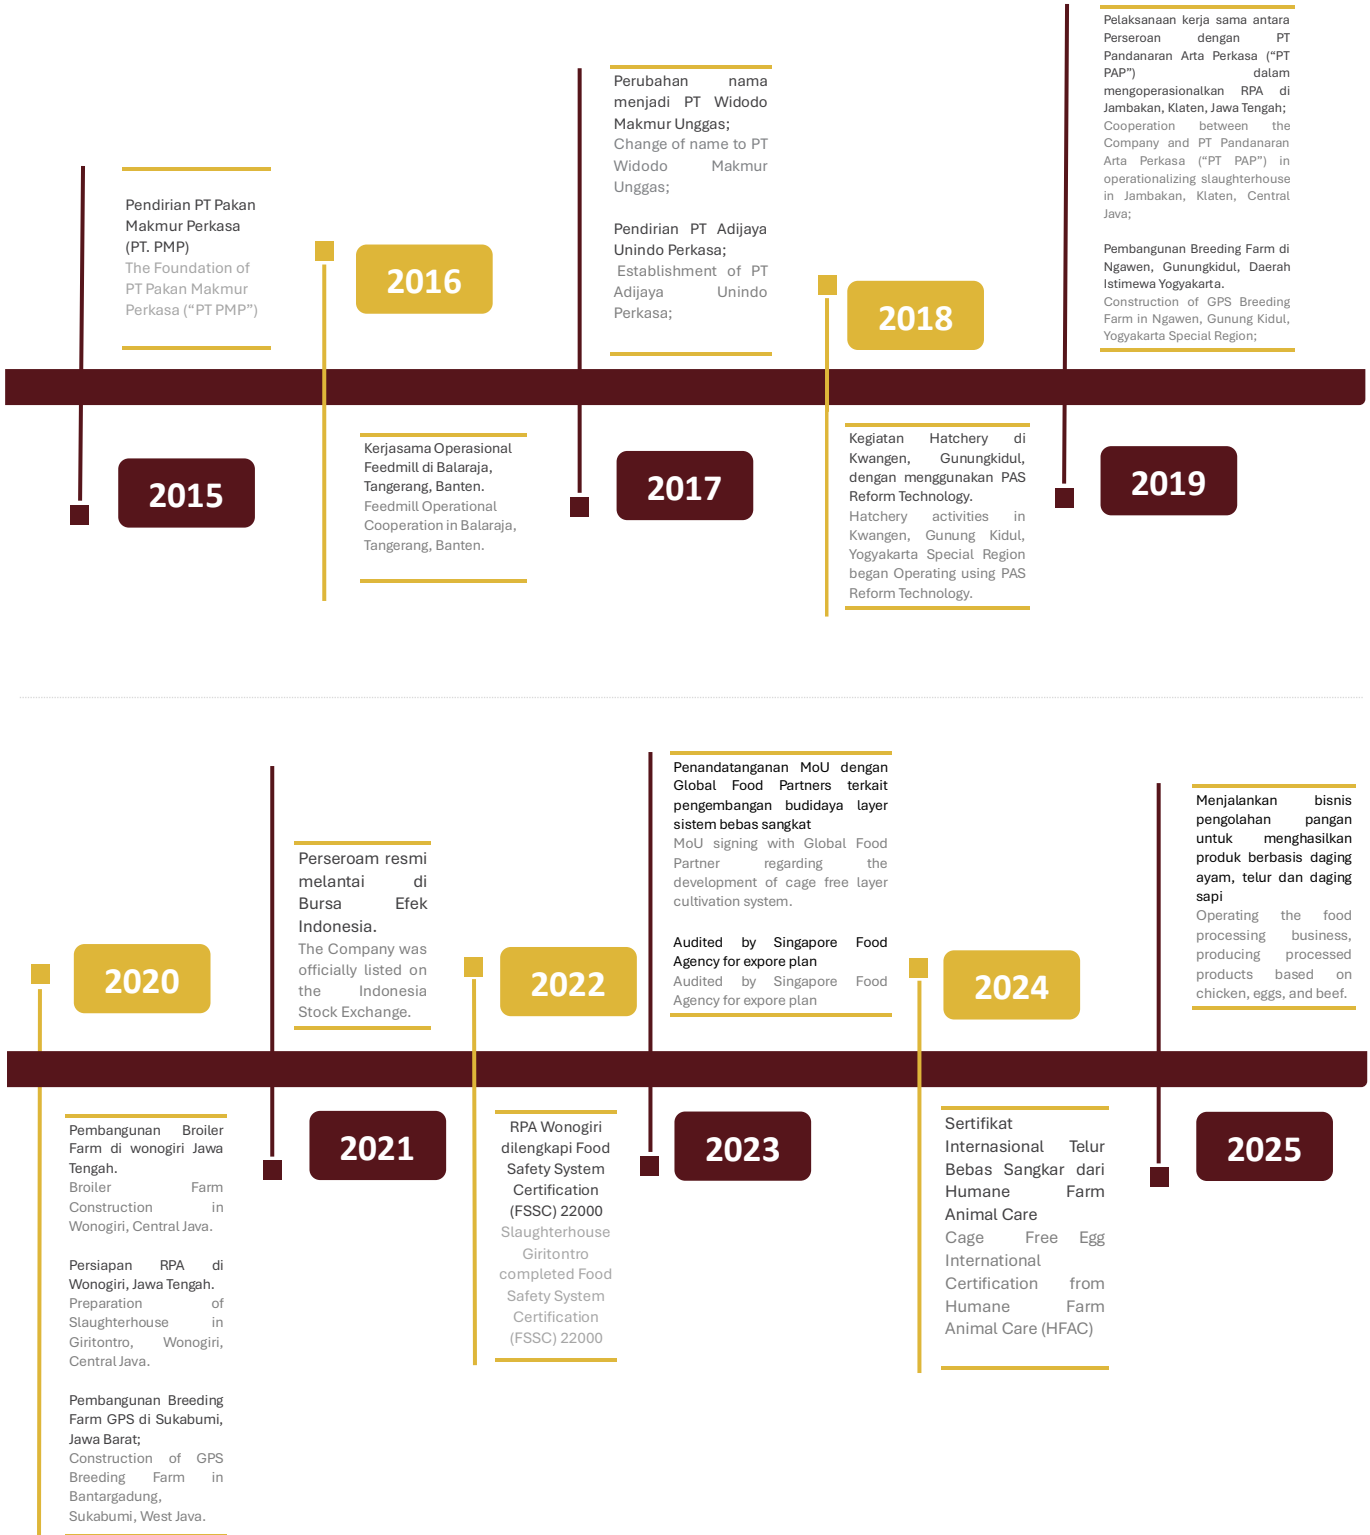 2015
Pendirian PT Pakan
Makmur Perkasa
(PT. PMP)
The Foundation of
PT Pakan Makmur
Perkasa (“PT PMP”)
2016
Kerjasama Operasional
Feedmill di Balaraja,
Tangerang, Banten.
Feedmill Operational
Cooperation in Balaraja,
Tangerang, Banten.
Perubahan nama
menjadi PT Widodo
Makmur Unggas;
Change of name to PT
Widodo Makmur
Unggas;
Pendirian PT Adijaya
Unindo Perkasa;
Establishment of PT
Adijaya Unindo
Perkasa;
2017
2018
Kegiatan Hatchery di
Kwangen, Gunungkidul,
dengan menggunakan PAS
Reform Technology.
Hatchery activities in
Kwangen, Gunung Kidul,
Yogyakarta Special Region
began Operating using PAS
Reform Technology.
Pelaksanaan kerja sama antara
Perseroan dengan PT
Pandanaran Arta Perkasa (“PT
PAP”) dalam
mengoperasionalkan RPA di
Jambakan, Klaten, Jawa Tengah;
Cooperation between the
Company and PT Pandanaran
Arta Perkasa (“PT PAP”) in
operationalizing slaughterhouse
in Jambakan, Klaten, Central
Java;
Pembangunan Breeding Farm di
Ngawen, Gunungkidul, Daerah
Istimewa Yogyakarta.
Construction of GPS Breeding
Farm in Ngawen, Gunung Kidul,
Yogyakarta Special Region;
2019
2020
Pembangunan Broiler
Farm di wonogiri Jawa
Tengah.
Broiler Farm
Construction in
Wonogiri, Central Java.
Persiapan RPA di
Wonogiri, Jawa Tengah.
Preparation of
Slaughterhouse in
Giritontro, Wonogiri,
Central Java.
Pembangunan Breeding
Farm GPS di Sukabumi,
Jawa Barat;
Construction of GPS
Breeding Farm in
Bantargadung,
Sukabumi, West Java.
Perseroam resmi
melantai di
Bursa Efek
Indonesia.
The Company was
officially listed on
the Indonesia
Stock Exchange.
2021
2022
RPA Wonogiri
dilengkapi Food
Safety System
Certification
(FSSC) 22000
Slaughterhouse
Giritontro
completed Food
Safety System
Certification
(FSSC) 22000
Penandatanganan MoU dengan
Global Food Partners terkait
pengembangan budidaya layer
sistem bebas sangkat
MoU signing with Global Food
Partner regarding the
development of cage free layer
cultivation system.
Audited by Singapore Food
Agency for expore plan
Audited by Singapore Food
Agency for expore plan
2023
2024
Sertifikat
Internasional Telur
Bebas Sangkar dari
Humane Farm
Animal Care
Cage Free Egg
International
Certification from
Humane Farm
Animal Care (HFAC)
Menjalankan bisnis
pengolahan pangan
untuk menghasilkan
produk berbasis daging
ayam, telur dan daging
sapi
Operating the food
processing business,
producing processed
products based on
chicken, eggs, and beef.
2025